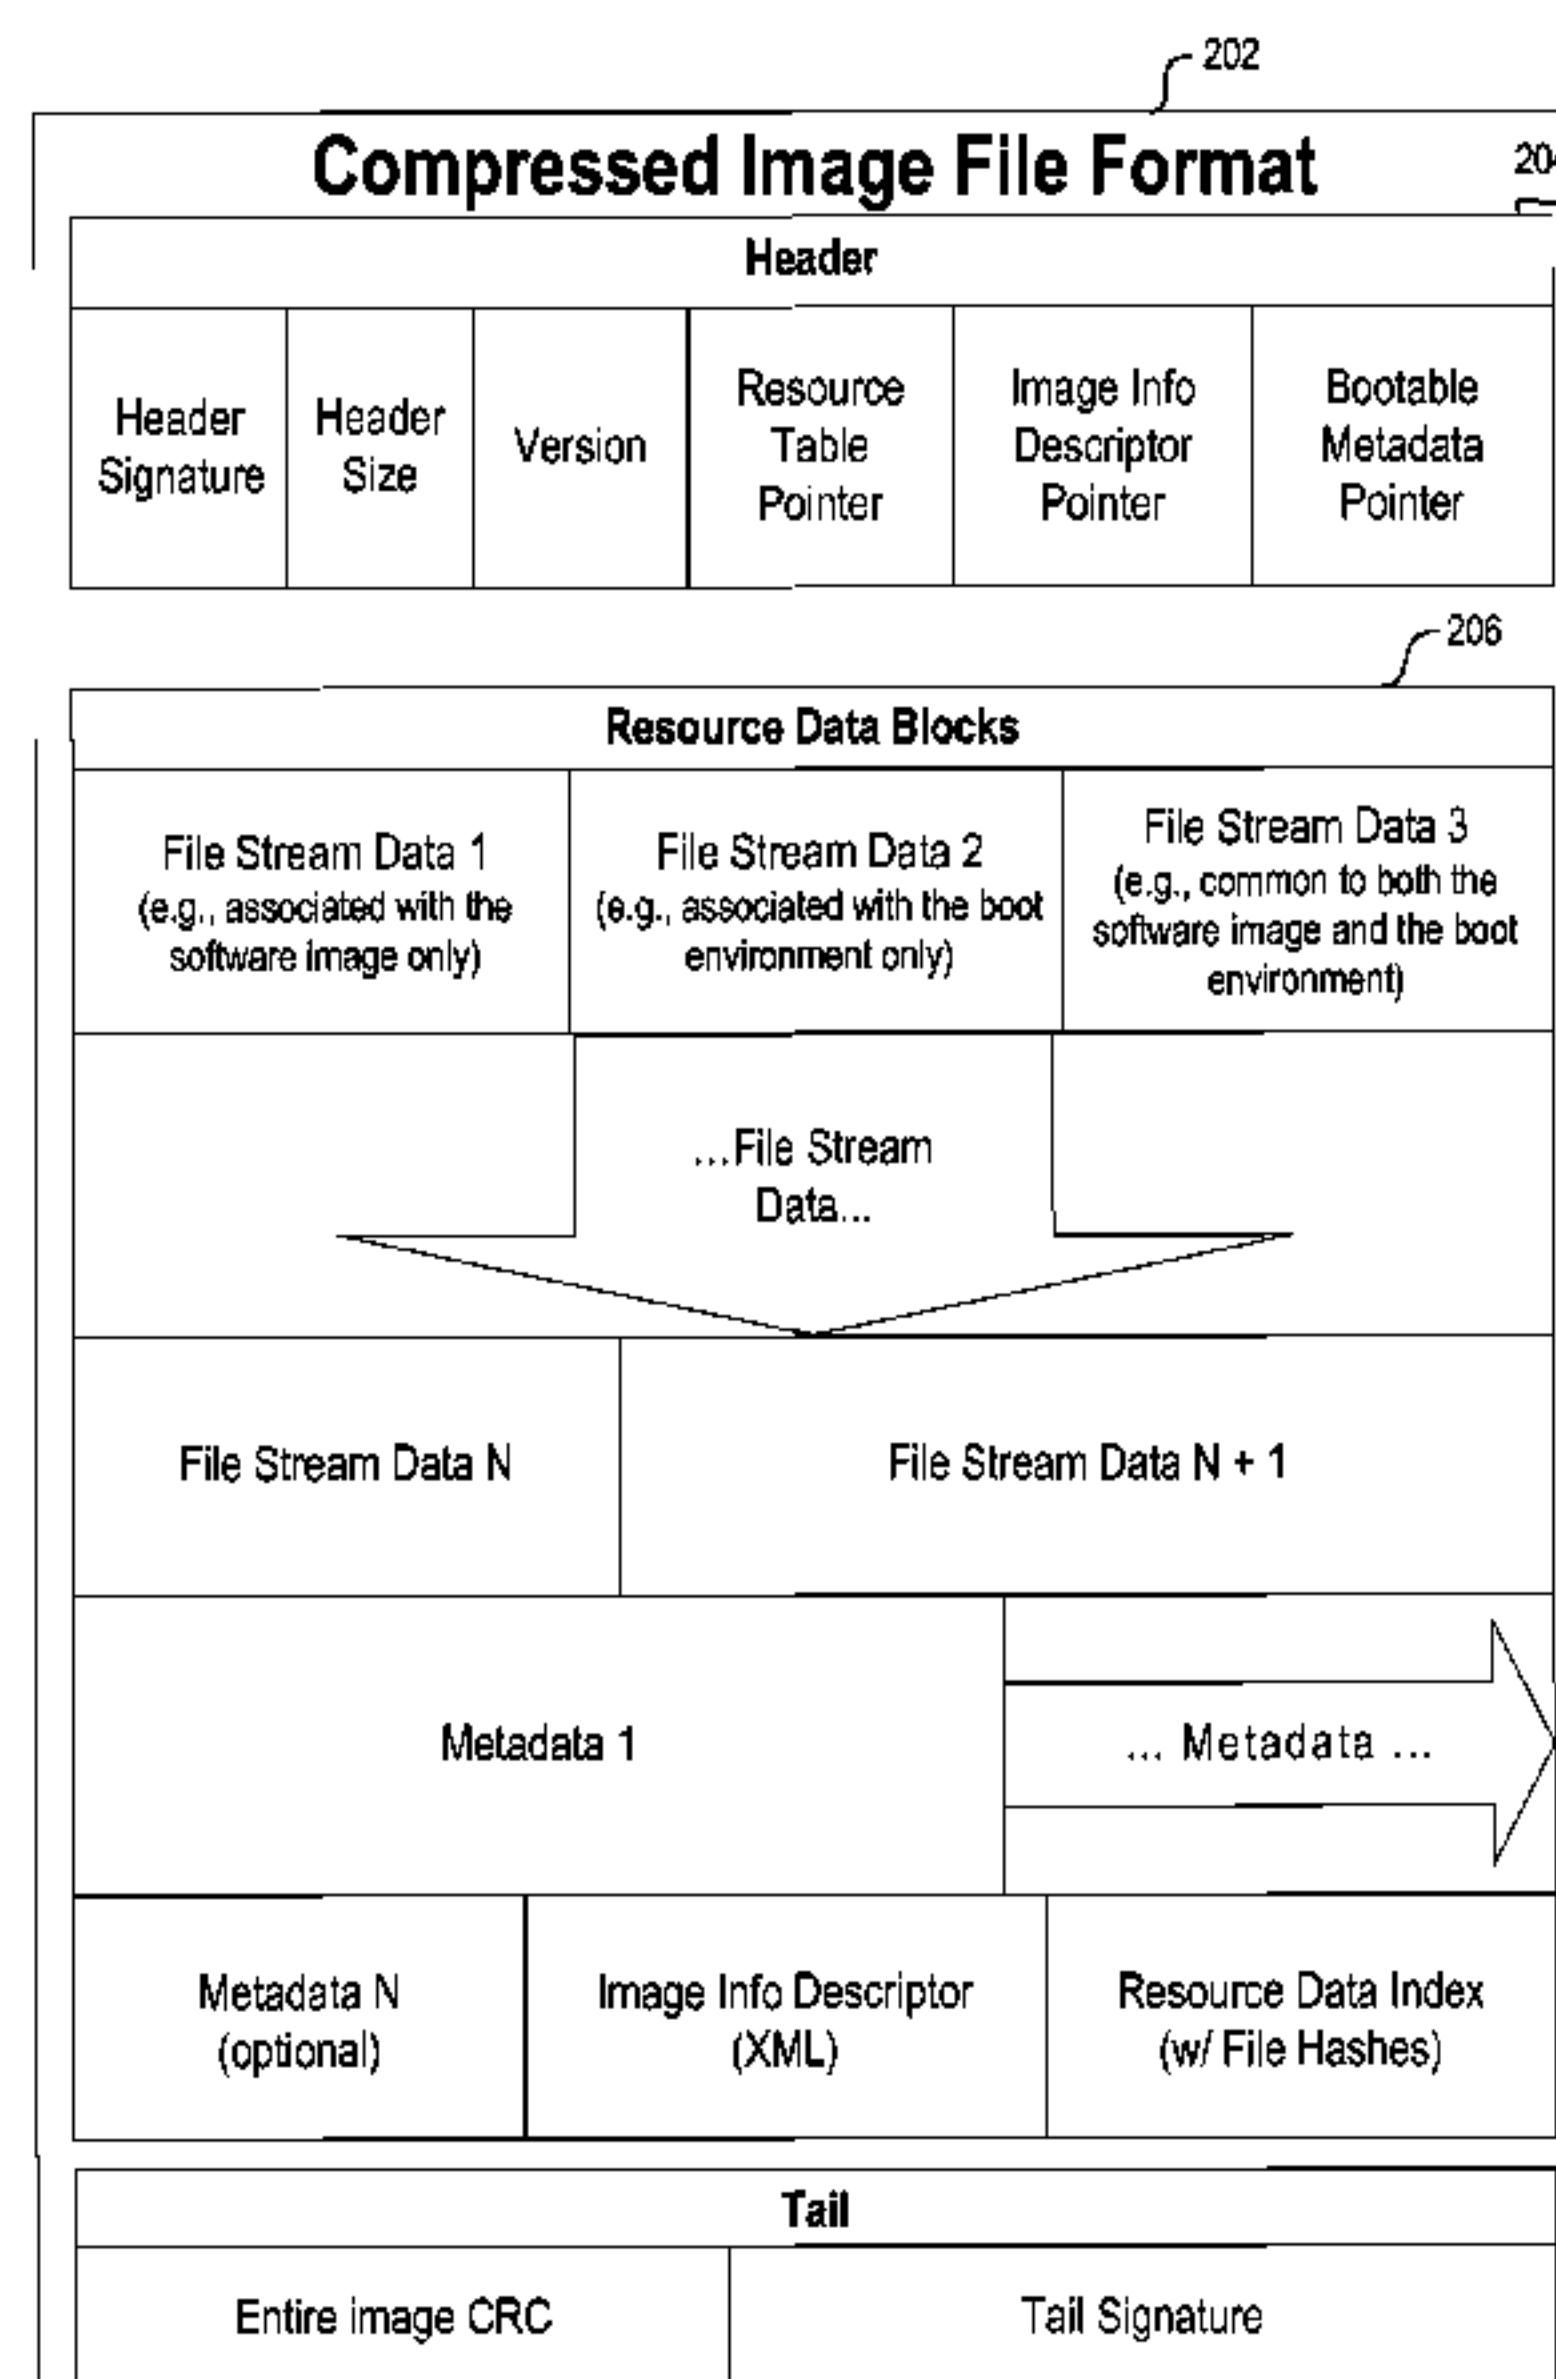 202
Compressed Image File Format
Header
Header
Signature
Header
Size
Version
Resource
Table
Pointer
Image Info
Descriptor
Pointer
Bootable
Metadata
Pointer
206
Resource Data Blocks
File Stream Data 1
(e.g., associated with the
software image only)
File Stream Data 2
(e.g., associated with the boot
environment only)
File Stream Data 3
(e.g., common to both the
software image and the boot
environment)
...File Stream
Data...
File Stream Data N
File Stream Data N + 1
Metadata 1
... Metadata ...
Metadata N
(optional)
Image Info Descriptor
(XML)
Resource Data Index
(w/ File Hashes)
Tail
Entire image CRC
Tail Signature